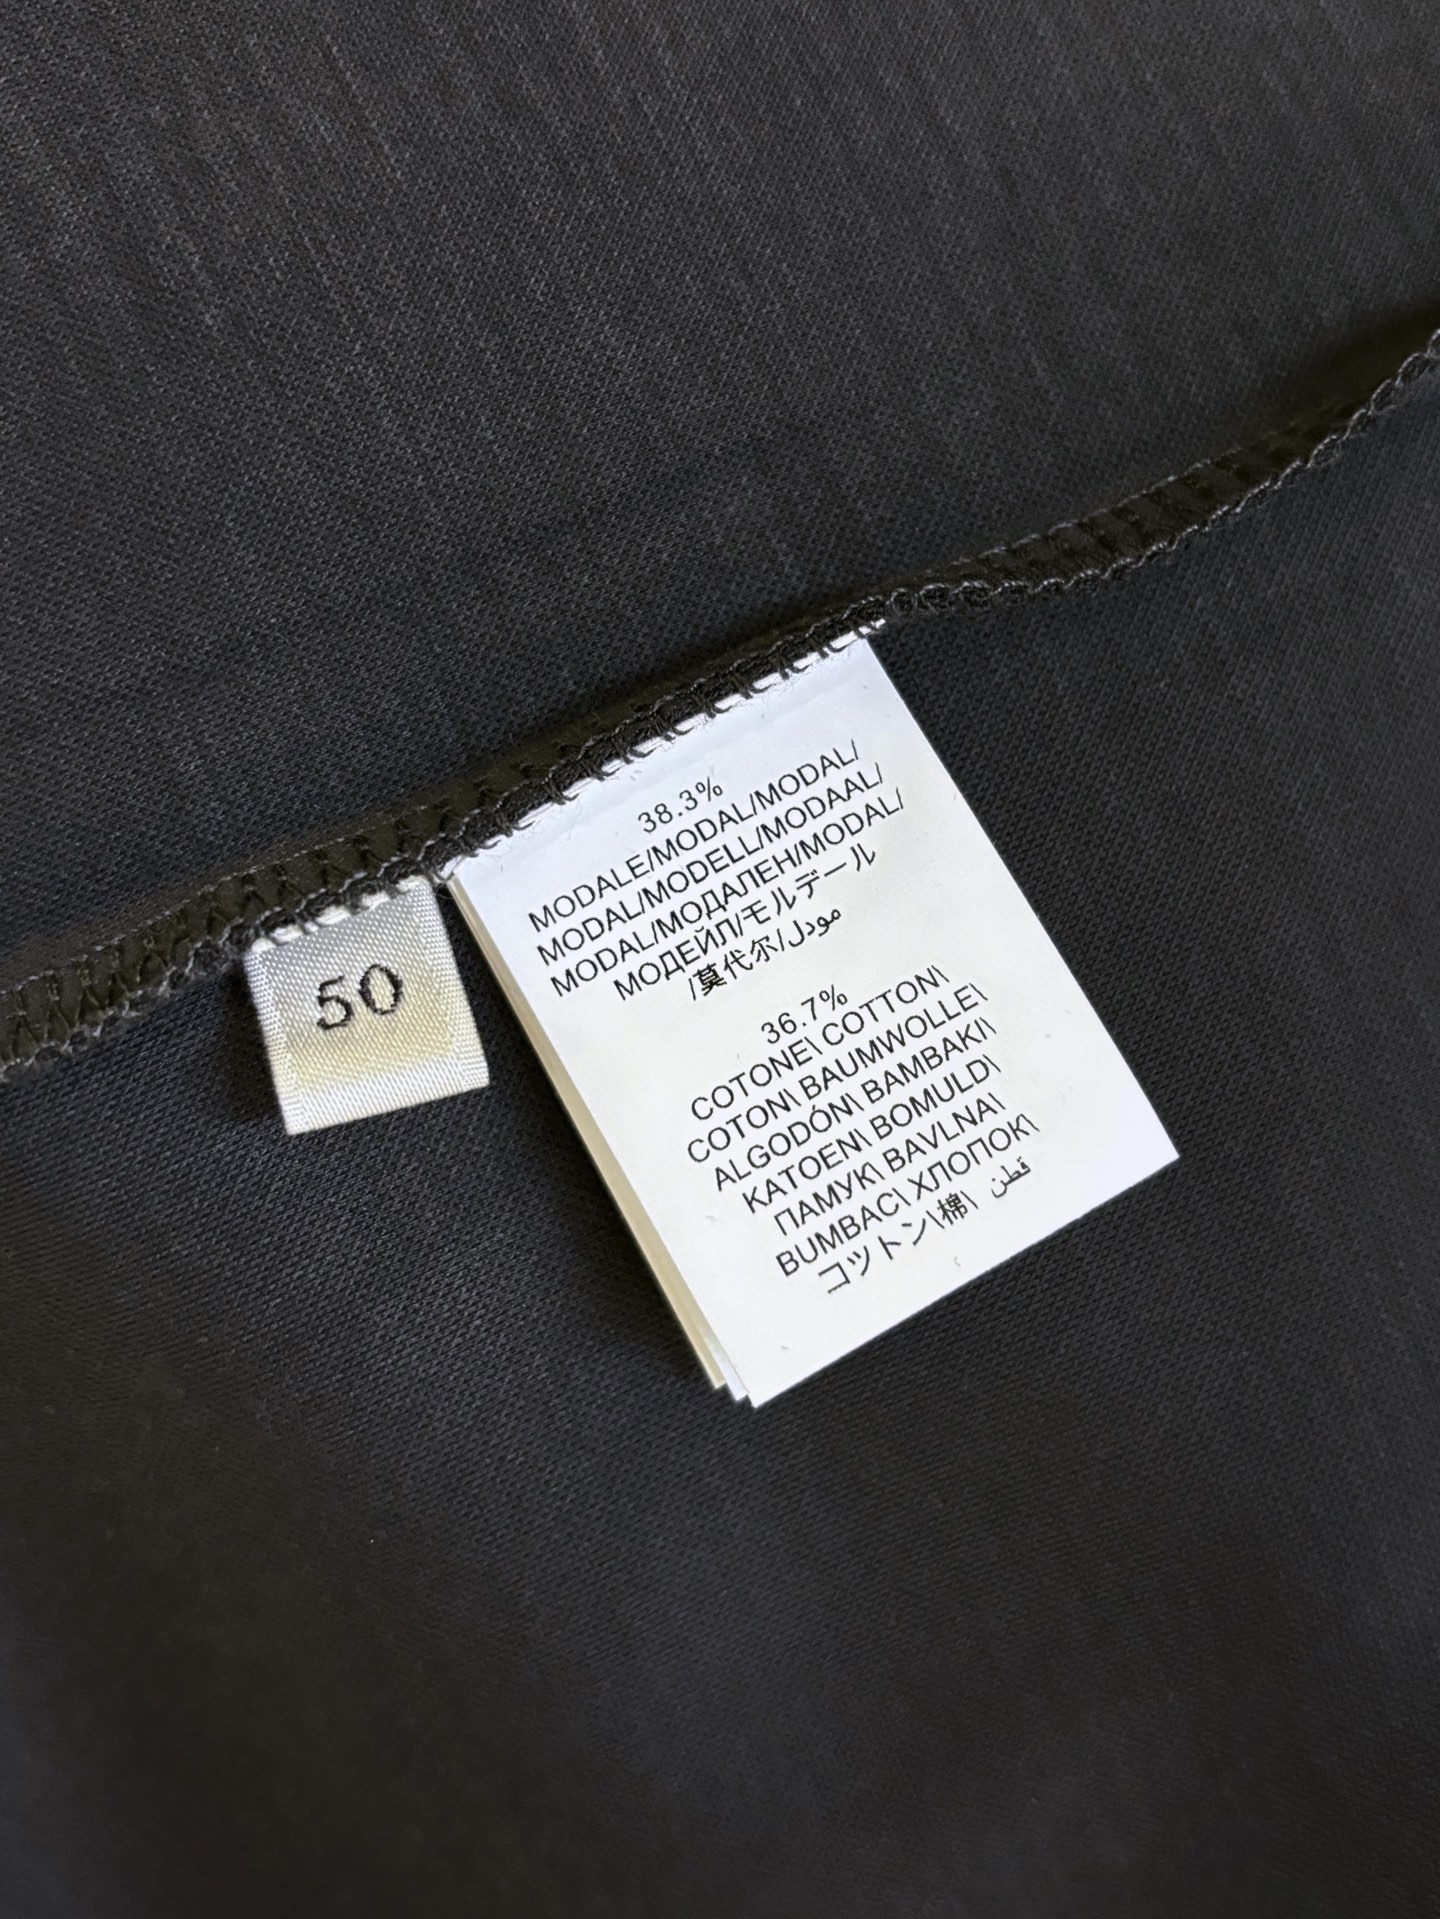 50
38.3%
MODALE/MODAL/MODAL/
MODAL/MODELL/MODAAL/
MODAL/МОДАЛЕН/MODAL/
МОДЕЙЛ/モルデール
/莫代尔/مودل
36.7%
COTONE\ COTTON\
COTON\ BAUMWOLLE\
ALGODÓN\ BAMBAKI\
KATOEN\ BOMULD\
ПАМУК\ BAVLNA\
BUMBAC\ ХЛОПОК\
コットン\棉\ قطن